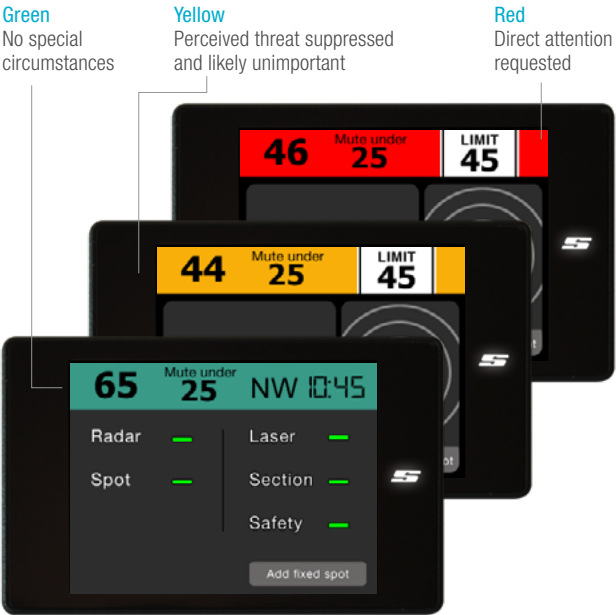 Green
No special
circumstances
Yellow
Perceived threat suppressed
and likely unimportant
Red
Direct attention
requested
46
Mute under
25
LIMIT
45
44
Mute under
25
LIMIT
45
65
Mute under
25
NW 10:45
Radar
Laser
Spot
Section
Safety
Add fixed spot